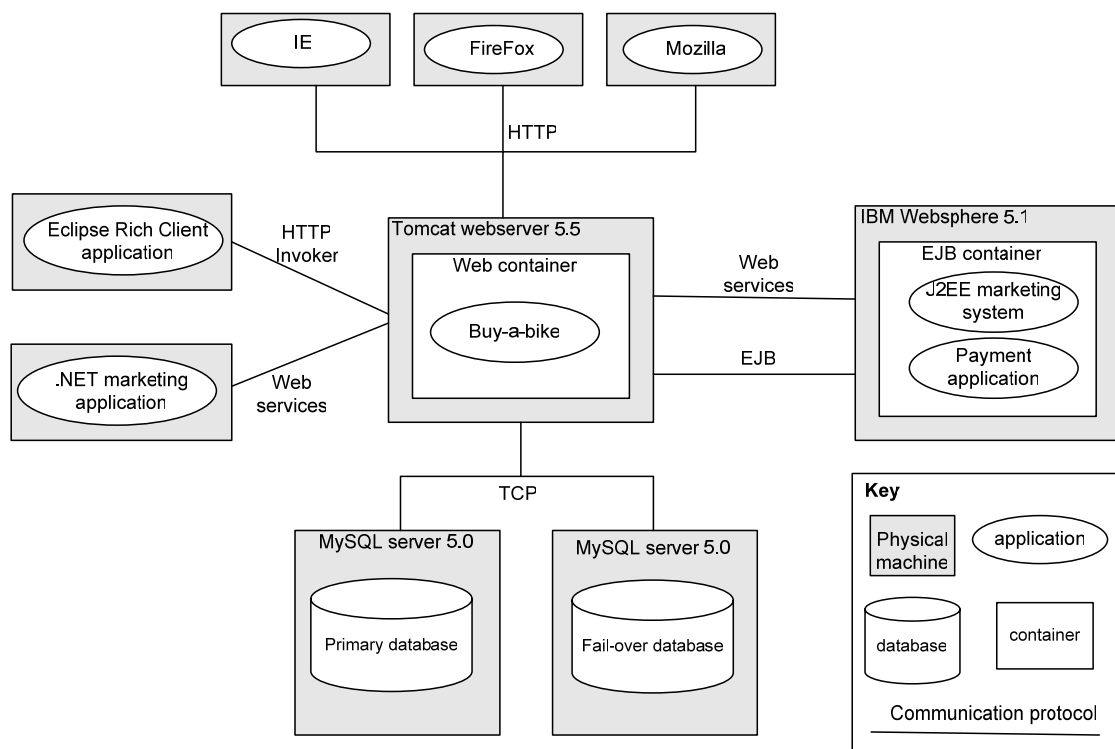 IE
FireFox
Mozilla
HTTP
Eclipse Rich Client
application
HTTP
Invoker
.NET marketing
application
Web
services
Tomcat webserver 5.5
Web container
Buy-a-bike
Web
services
EJB
IBM Websphere 5.1
EJB container
J2EE marketing
system
Payment
application
TCP
MySQL server 5.0
Primary database
MySQL server 5.0
Fail-over database
Key
Physical
machine
application
database
container
Communication protocol